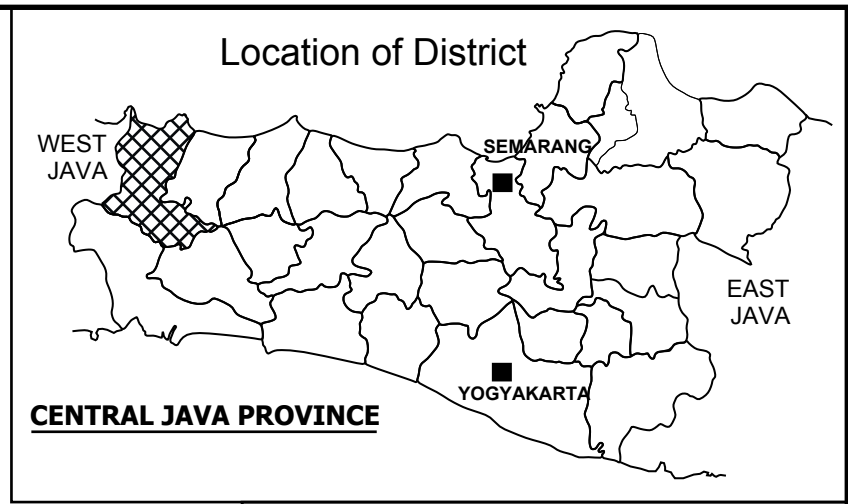 Location of District
WEST
JAVA
SEMARANG
EAST
JAVA
YOGYAKARTA
CENTRAL JAVA PROVINCE